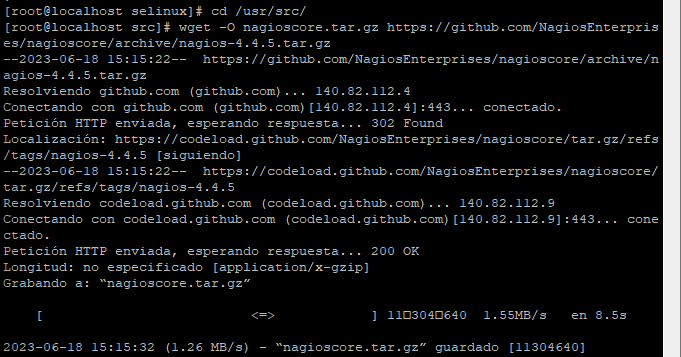 [root@localhost selinux]# cd /usr/src/
[root@localhost src]# wget -O nagioscore.tar.gz https://github.com/NagiosEnterpris
es/nagioscore/archive/nagios-4.4.5.tar.gz
--2023-06-18 15:15:22--  https://github.com/NagiosEnterprises/nagioscore/archive/n
agios-4.4.5.tar.gz
Resolviendo github.com (github.com)... 140.82.112.4
Conectando con github.com (github.com)[140.82.112.4]:443... conectado.
Petición HTTP enviada, esperando respuesta... 302 Found
Localización: https://codeload.github.com/NagiosEnterprises/nagioscore/tar.gz/refs
/tags/nagios-4.4.5 [siguiendo]
--2023-06-18 15:15:22--  https://codeload.github.com/NagiosEnterprises/nagioscore/
tar.gz/refs/tags/nagios-4.4.5
Resolviendo codeload.github.com (codeload.github.com)... 140.82.112.9
Conectando con codeload.github.com (codeload.github.com)[140.82.112.9]:443... cone
ctado.
Petición HTTP enviada, esperando respuesta... 200 OK
Longitud: no especificado [application/x-gzip]
Grabando a: “nagioscore.tar.gz”
[                          <=>               ] 11□304□640  1.55MB/s   en 8.5s
2023-06-18 15:15:32 (1.26 MB/s) - “nagioscore.tar.gz” guardado [11304640]